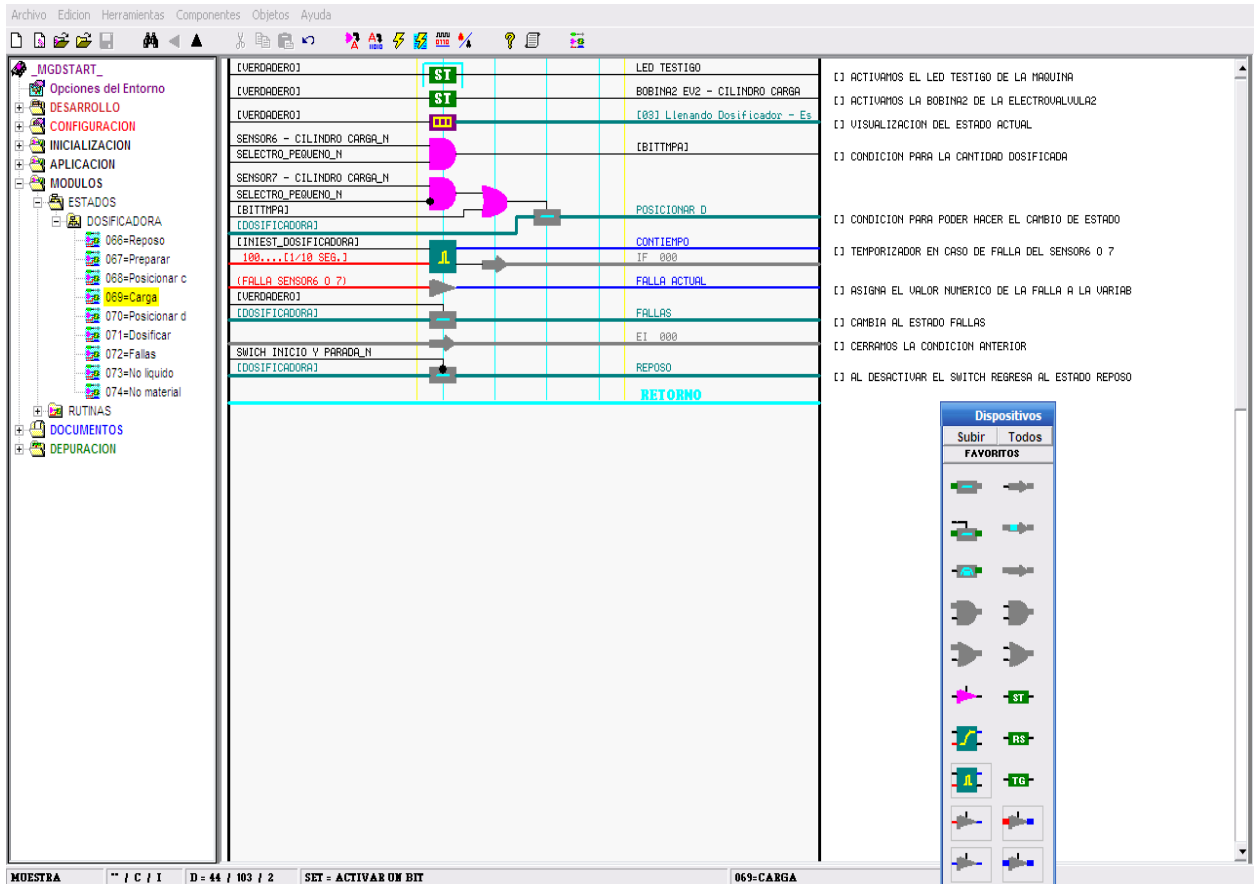 Archivo Edicion Herramientas Componentes Objetos Ayuda
_MGDSTART_
Opciones del Entorno
DESARROLLO
CONFIGURACION
INICIALIZACION
APLICACION
MODULOS
ESTADOS
DOSIFICADORA
066=Reposo
067=Preparar
068=Posicionar c
069=Carga
070=Posicionar d
071=Dosificar
072=Fallas
073=No liquido
074=No material
RUTINAS
DOCUMENTOS
DEPURACION
[VERDADERO] ST LED TESTIGO [] ACTIVAMOS EL LED TESTIGO DE LA MAQUINA
[VERDADERO] ST BOBINA2 EV2 - CILINDRO CARGA [] ACTIVAMOS LA BOBINA2 DE LA ELECTROVALVULA2
[VERDADERO] [03] Llenando Dosificador - Es [] VISUALIZACION DEL ESTADO ACTUAL
SENSOR6 - CILINDRO CARGA_N
SELECTRO_PEQUENO_N [BITTMPA] [] CONDICION PARA LA CANTIDAD DOSIFICADA
SENSOR7 - CILINDRO CARGA_N
SELECTRO_PEQUENO_N
[BITTMPA] POSICIONAR D [] CONDICION PARA PODER HACER EL CAMBIO DE ESTADO
[DOSIFICADORA]
[INIEST_DOSIFICADORA] CONTIEMPO [] TEMPORIZADOR EN CASO DE FALLA DEL SENSOR6 O 7
100....[1/10 SEG.] IF 000
(FALLA SENSOR6 O 7) FALLA ACTUAL [] ASIGNA EL VALOR NUMERICO DE LA FALLA A LA VARIAB
[VERDADERO]
[DOSIFICADORA] FALLAS [] CAMBIA AL ESTADO FALLAS
EI 000 [] CERRAMOS LA CONDICION ANTERIOR
SWICH INICIO Y PARADA_N
[DOSIFICADORA] REPOSO [] AL DESACTIVAR EL SWITCH REGRESA AL ESTADO REPOSO
RETORNO
Dispositivos
Subir Todos
FAVORITOS
ST
RS
TG
MUESTRA "" / C / I D = 44 / 103 / 2 SET = ACTIVAR UN BIT 069=CARGA